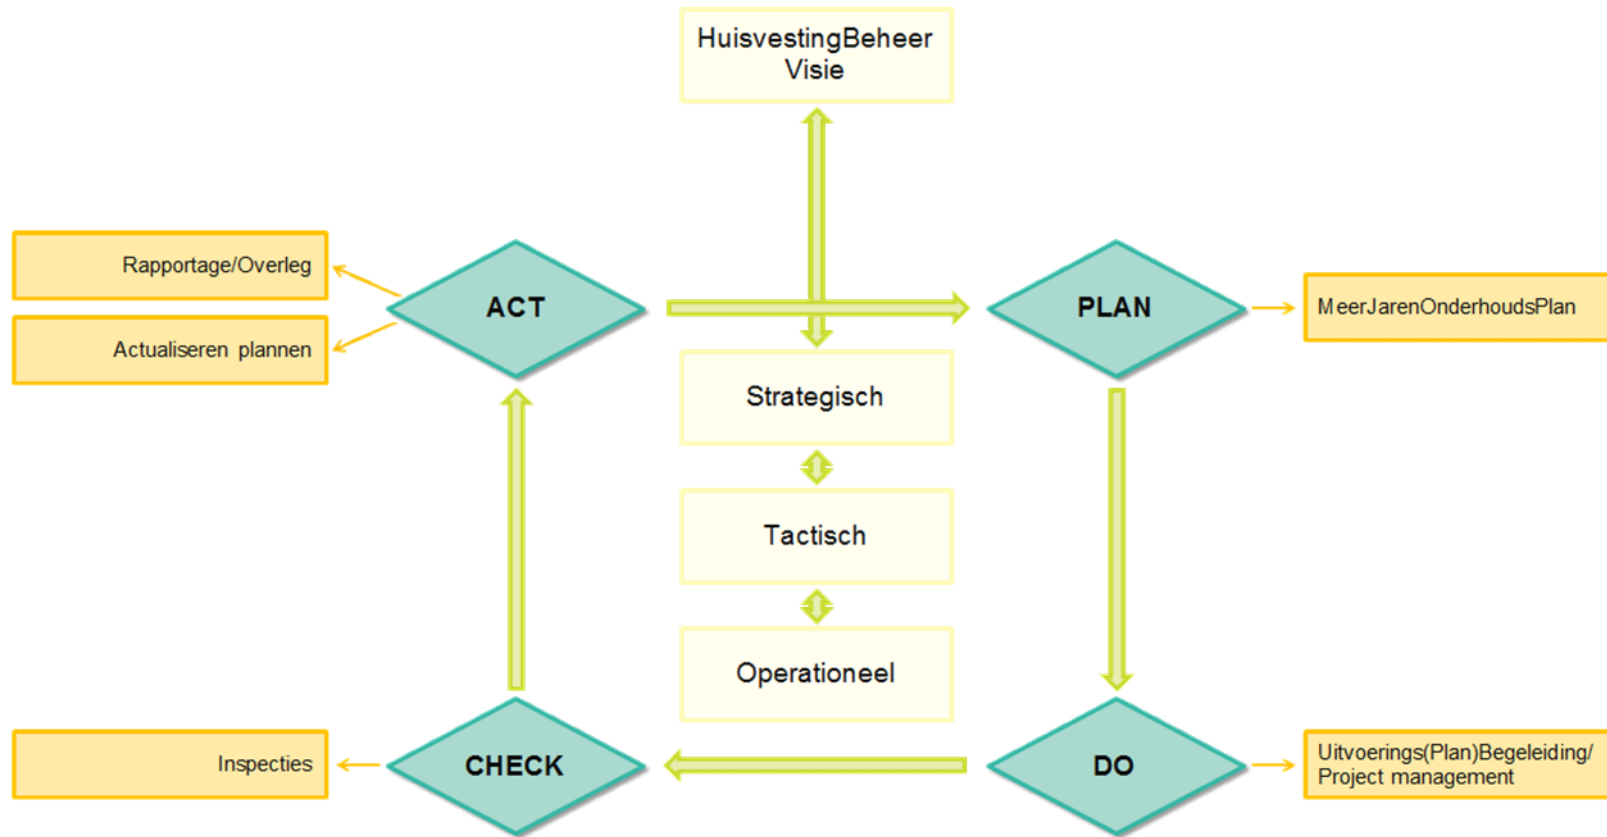 HuisvestingBeheer
Visie
Rapportage/Overleg
Actualiseren plannen
ACT
PLAN
MeerJarenOnderhoudsPlan
Strategisch
Tactisch
Operationeel
Inspecties
CHECK
DO
Uitvoerings(Plan)Begeleiding/
Project management